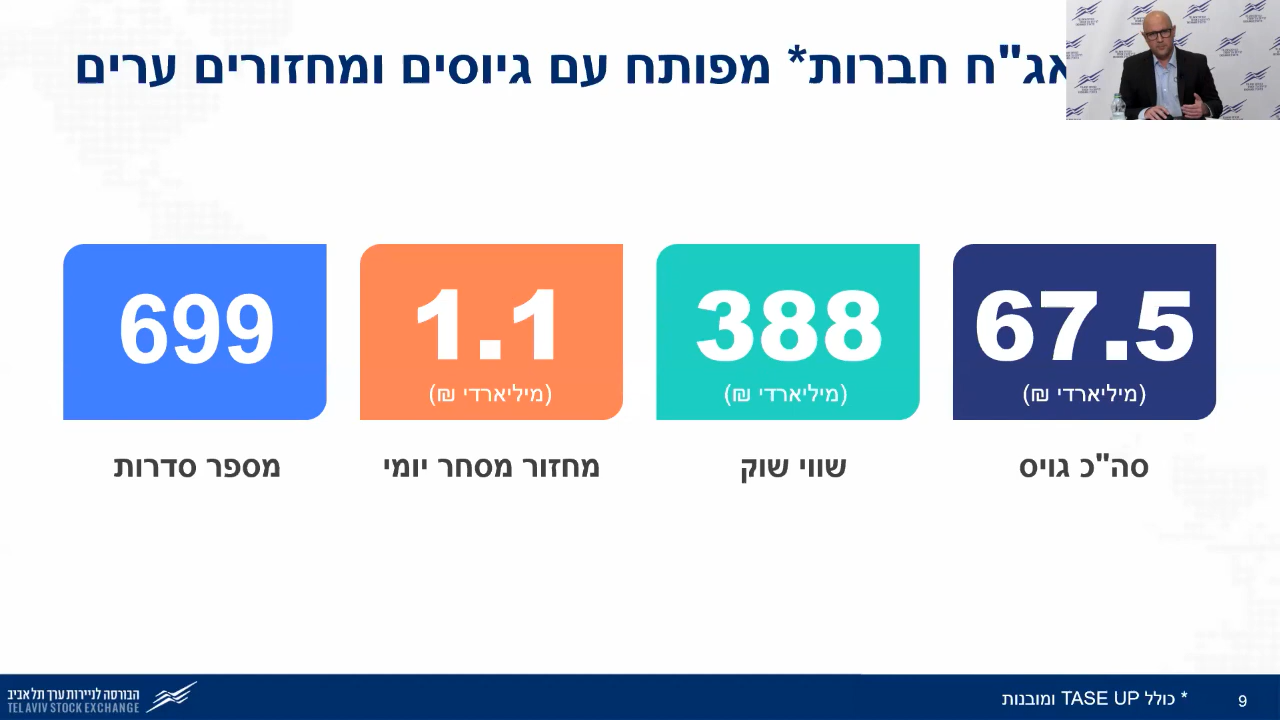 אג"ח חברות* מפותח עם גיוסים ומחזורים ערים
67.5
(מיליארדי ₪)
סה"כ גויס
388
(מיליארדי ₪)
שווי שוק
1.1
(מיליארדי ₪)
מחזור מסחר יומי
699
מספר סדרות
* כולל TASE UP ומובנות
9
הבורסה לניירות ערך תל אביב
TEL AVIV STOCK EXCHANGE